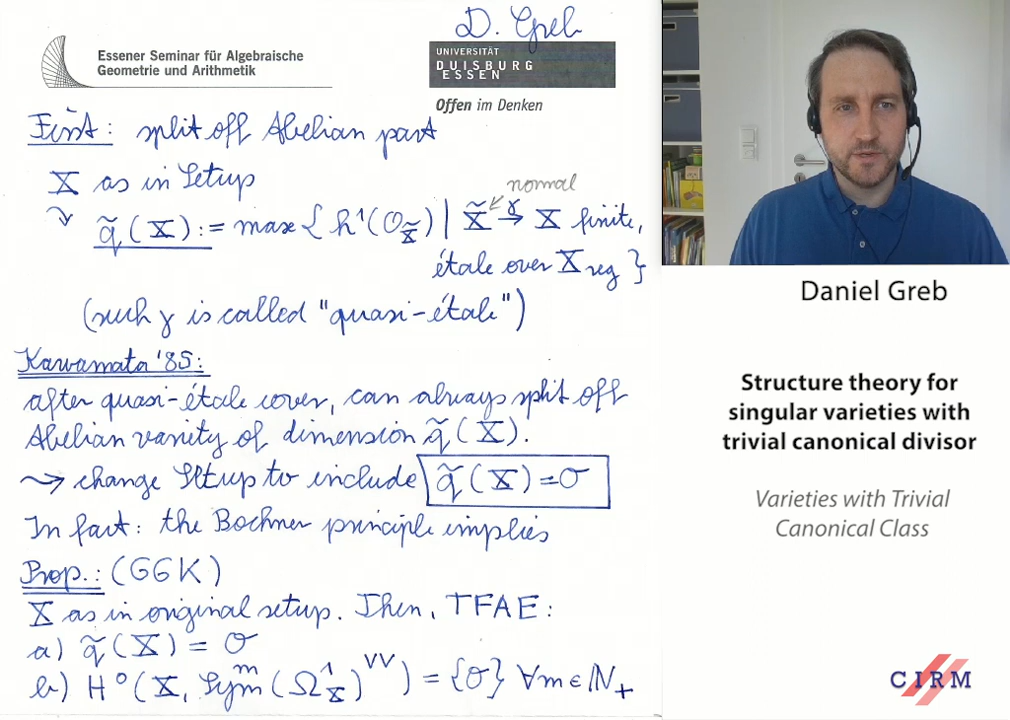 D. Greb
Essener Seminar für Algebraische
Geometrie und Arithmetik
UNIVERSITÄT
DUISBURG
ESSEN
Offen im Denken
First: split off Abelian part
X as in Setup
normal
⤳ q̃(X) := max { h¹(O_X̃) | X̃ →^γ X finite,
étale over X_reg }
(such γ is called "quasi-étale")
Kawamata '85:
after quasi-étale cover, can always split off
Abelian variety of dimension q̃(X).
⤳ change Setup to include q̃(X) = 0
In fact: the Bochner principle implies
Prop.: (GGK)
X as in original setup. Then, TFAE:
a) q̃(X) = 0
b) H⁰(X, Sym^m(Ω¹_X)^∨∨) = {0} ∀m ∈ ℕ₊
Daniel Greb
Structure theory for
singular varieties with
trivial canonical divisor
Varieties with Trivial
Canonical Class
CIRM